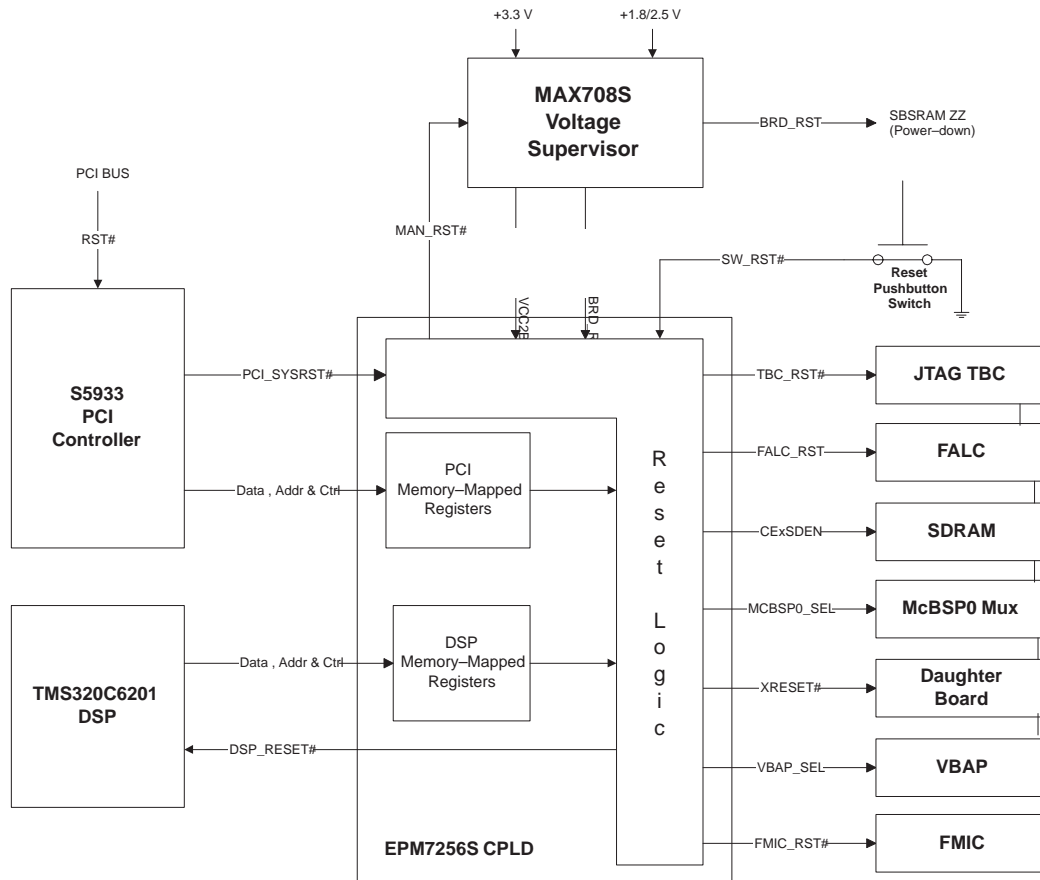 +3.3 V
+1.8/2.5 V
MAX708S
Voltage
Supervisor
BRD_RST
SBSRAM ZZ
(Power–down)
PCI BUS
RST#
MAN_RST#
SW_RST#
Reset
Pushbutton
Switch
S5933
PCI
Controller
PCI_SYSRST#
Data , Addr & Ctrl
PCI
Memory–Mapped
Registers
TMS320C6201
DSP
Data , Addr & Ctrl
DSP
Memory–Mapped
Registers
DSP_RESET#
Reset Logic
EPM7256S CPLD
TBC_RST#
JTAG TBC
FALC_RST
FALC
CExSDEN
SDRAM
MCBSP0_SEL
McBSP0 Mux
XRESET#
Daughter
Board
VBAP_SEL
VBAP
FMIC_RST#
FMIC